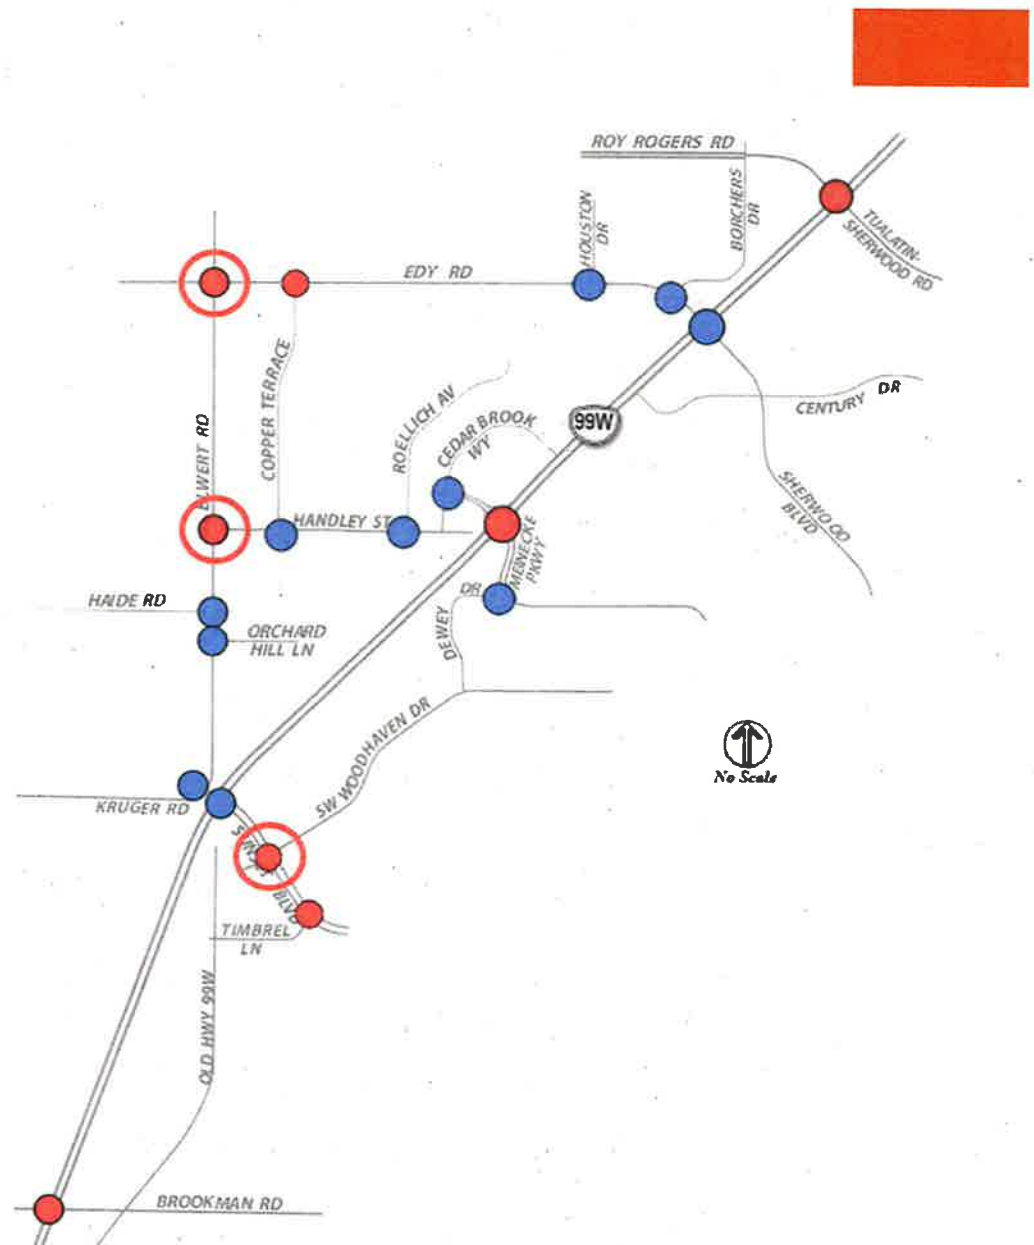 ROY ROGERS RD
BORCHERS
DR
HOUSTON
DR
TUALATIN-
SHERWOOD RD
EDY RD
COPPER TERRACE
ROELLICH AV
CEDAR BROOK
WY
99W
CENTURY DR
ELWERT RD
HANDLEY ST
MEINECKE
PKWY
SHERWOOD
BLVD
HAIDE RD
ORCHARD
HILL LN
DEWEY
DR
SW WOODHAVEN DR
No Scale
KRUGER RD
BLVD
TIMBREL
LN
OLD HWY 99W
BROOKMAN RD